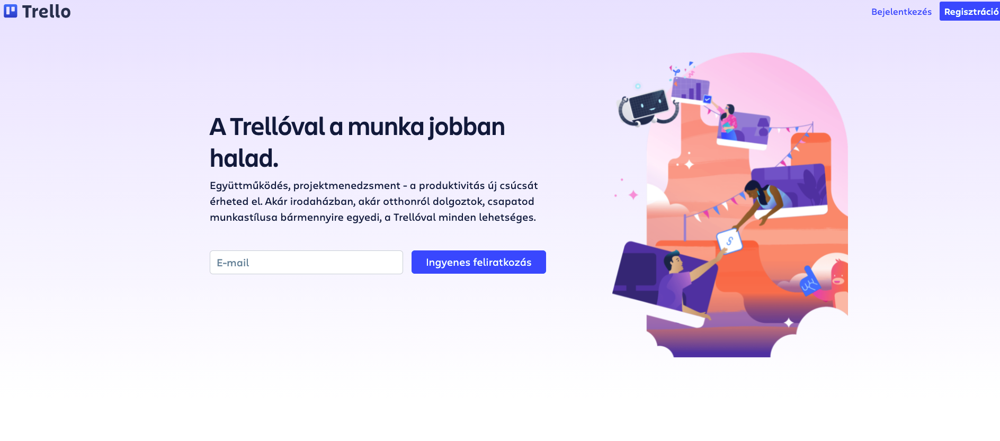 Trello
Bejelentkezés
Regisztráció
A Trellóval a munka jobban
halad.
Együttműködés, projektmenedzsment - a produktivitás új csúcsát
érheted el. Akár irodaházban, akár otthonról dolgoztok, csapatod
munkastílusa bármennyire egyedi, a Trellóval minden lehetséges.
E-mail
Ingyenes feliratkozás